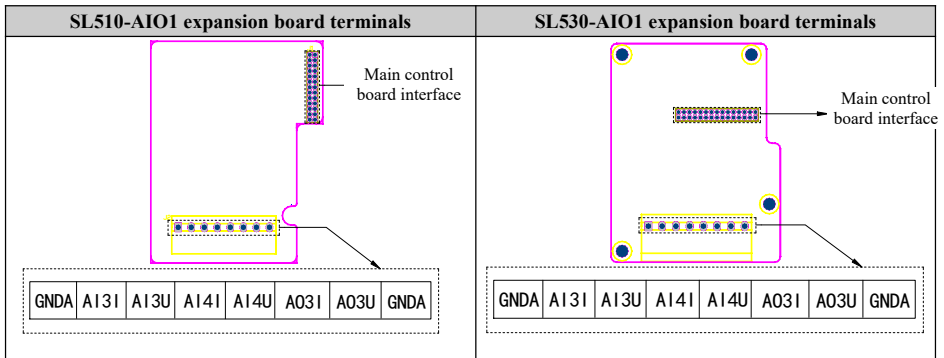 SL510-AIO1 expansion board terminals
SL530-AIO1 expansion board terminals
Main control
board interface
Main control
board interface
GNDA AI3I AI3U AI4I AI4U AO3I AO3U GNDA
GNDA AI3I AI3U AI4I AI4U AO3I AO3U GNDA